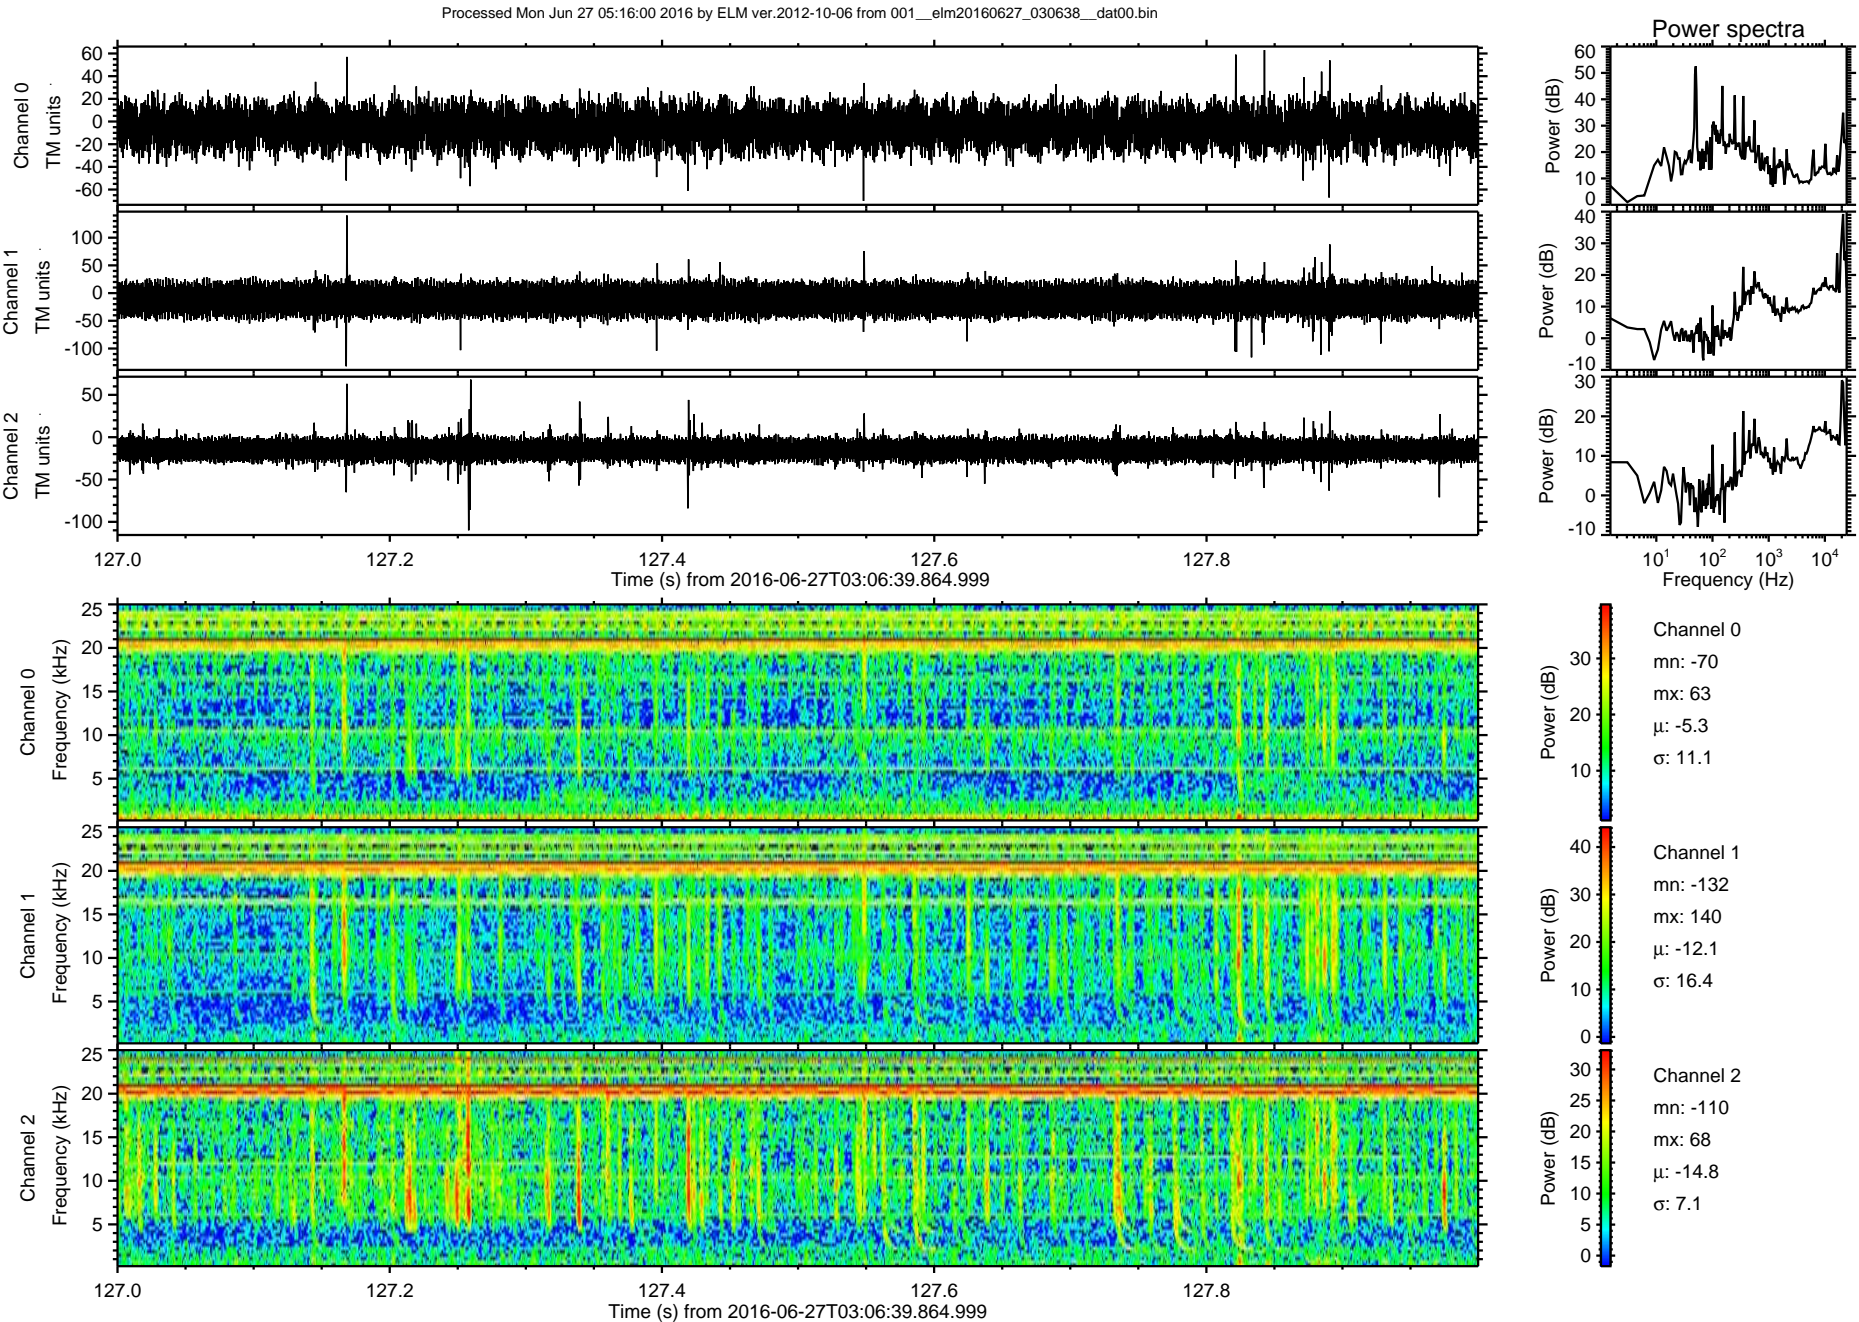 Processed Mon Jun 27 05:16:00 2016 by ELM ver.2012-10-06 from 001__elm20160627_030638__dat00.bin
Power spectra
Channel 0
TM units
60
40
20
0
-20
-40
-60
Power (dB)
60
50
40
30
20
10
0
Channel 1
TM units
100
50
0
-50
-100
Power (dB)
40
30
20
10
0
-10
Channel 2
TM units
50
0
-50
-100
Power (dB)
30
20
10
0
-10
127.0 127.2 127.4 127.6 127.8
Time (s) from 2016-06-27T03:06:39.864.999
10¹ 10² 10³ 10⁴
Frequency (Hz)
Channel 0
Frequency (kHz)
25
20
15
10
5
Power (dB)
30
20
10
Channel 0
mn: -70
mx: 63
µ: -5.3
σ: 11.1
Channel 1
Frequency (kHz)
25
20
15
10
5
Power (dB)
40
30
20
10
0
Channel 1
mn: -132
mx: 140
µ: -12.1
σ: 16.4
Channel 2
Frequency (kHz)
25
20
15
10
5
Power (dB)
30
25
20
15
10
5
0
Channel 2
mn: -110
mx: 68
µ: -14.8
σ: 7.1
127.0 127.2 127.4 127.6 127.8
Time (s) from 2016-06-27T03:06:39.864.999